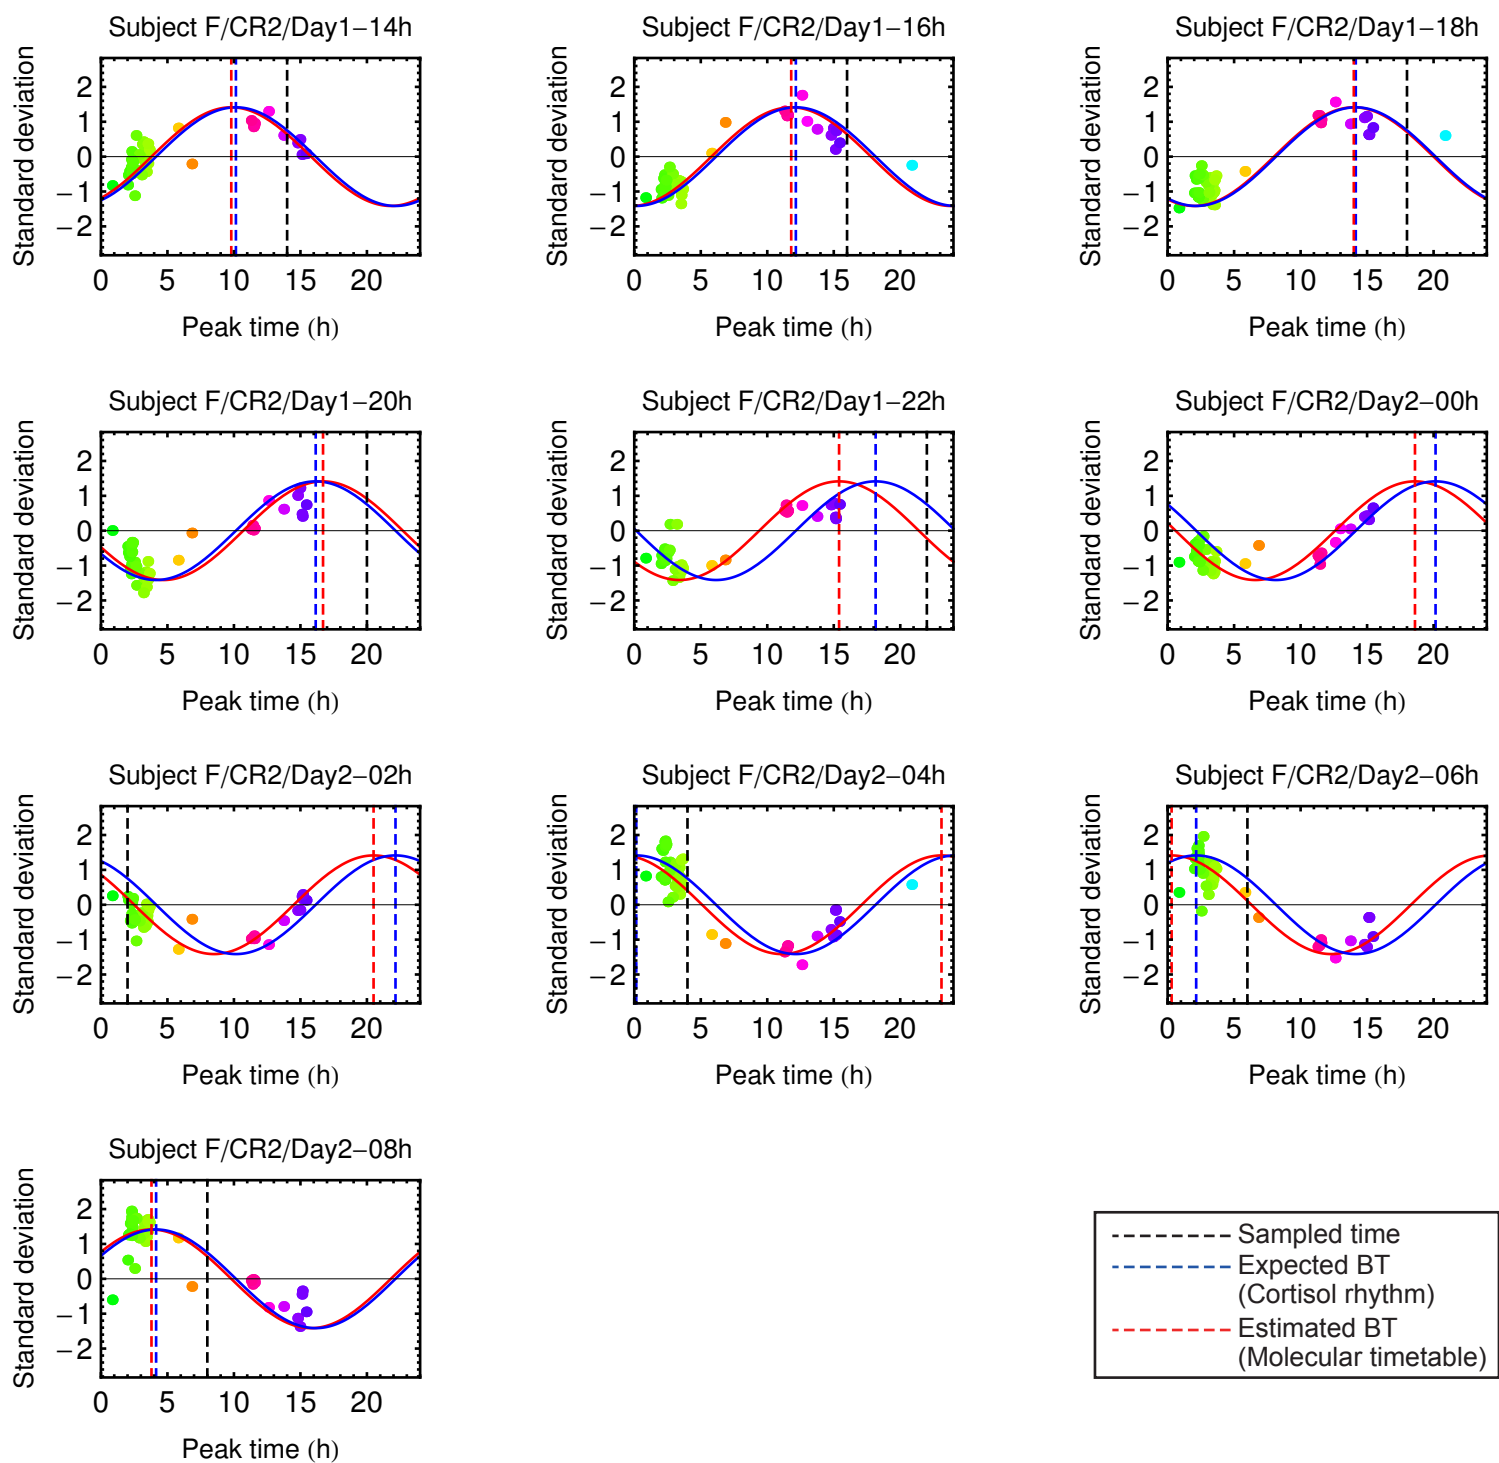 Subject F/CR2/Day1−14h
Standard deviation
2
1
0
−1
−2
0 5 10 15 20
Peak time (h)
Subject F/CR2/Day1−16h
Standard deviation
2
1
0
−1
−2
0 5 10 15 20
Peak time (h)
Subject F/CR2/Day1−18h
Standard deviation
2
1
0
−1
−2
0 5 10 15 20
Peak time (h)
Subject F/CR2/Day1−20h
Standard deviation
2
1
0
−1
−2
0 5 10 15 20
Peak time (h)
Subject F/CR2/Day1−22h
Standard deviation
2
1
0
−1
−2
0 5 10 15 20
Peak time (h)
Subject F/CR2/Day2−00h
Standard deviation
2
1
0
−1
−2
0 5 10 15 20
Peak time (h)
Subject F/CR2/Day2−02h
Standard deviation
2
1
0
−1
−2
0 5 10 15 20
Peak time (h)
Subject F/CR2/Day2−04h
Standard deviation
2
1
0
−1
−2
0 5 10 15 20
Peak time (h)
Subject F/CR2/Day2−06h
Standard deviation
2
1
0
−1
−2
0 5 10 15 20
Peak time (h)
Subject F/CR2/Day2−08h
Standard deviation
2
1
0
−1
−2
0 5 10 15 20
Peak time (h)
Sampled time
Expected BT
(Cortisol rhythm)
Estimated BT
(Molecular timetable)